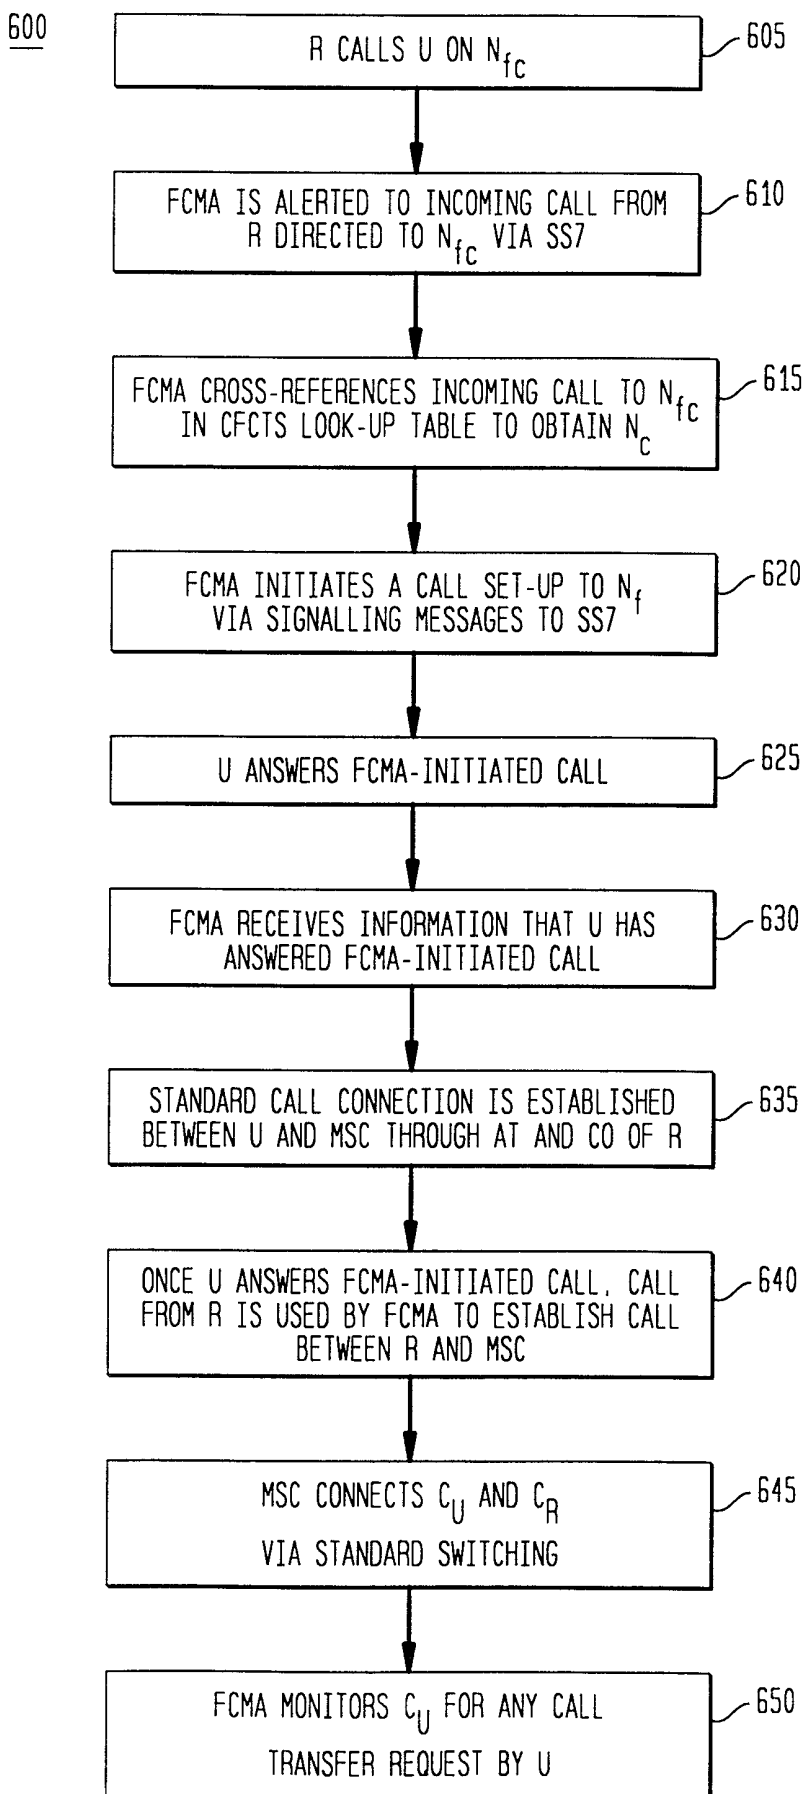 600
R CALLS U ON Nfc
605
FCMA IS ALERTED TO INCOMING CALL FROM
R DIRECTED TO Nfc VIA SS7
610
FCMA CROSS-REFERENCES INCOMING CALL TO Nfc
IN CFCTS LOOK-UP TABLE TO OBTAIN Nc
615
FCMA INITIATES A CALL SET-UP TO Nf
VIA SIGNALLING MESSAGES TO SS7
620
U ANSWERS FCMA-INITIATED CALL
625
FCMA RECEIVES INFORMATION THAT U HAS
ANSWERED FCMA-INITIATED CALL
630
STANDARD CALL CONNECTION IS ESTABLISHED
BETWEEN U AND MSC THROUGH AT AND CO OF R
635
ONCE U ANSWERS FCMA-INITIATED CALL, CALL
FROM R IS USED BY FCMA TO ESTABLISH CALL
BETWEEN R AND MSC
640
MSC CONNECTS CU AND CR
VIA STANDARD SWITCHING
645
FCMA MONITORS CU FOR ANY CALL
TRANSFER REQUEST BY U
650